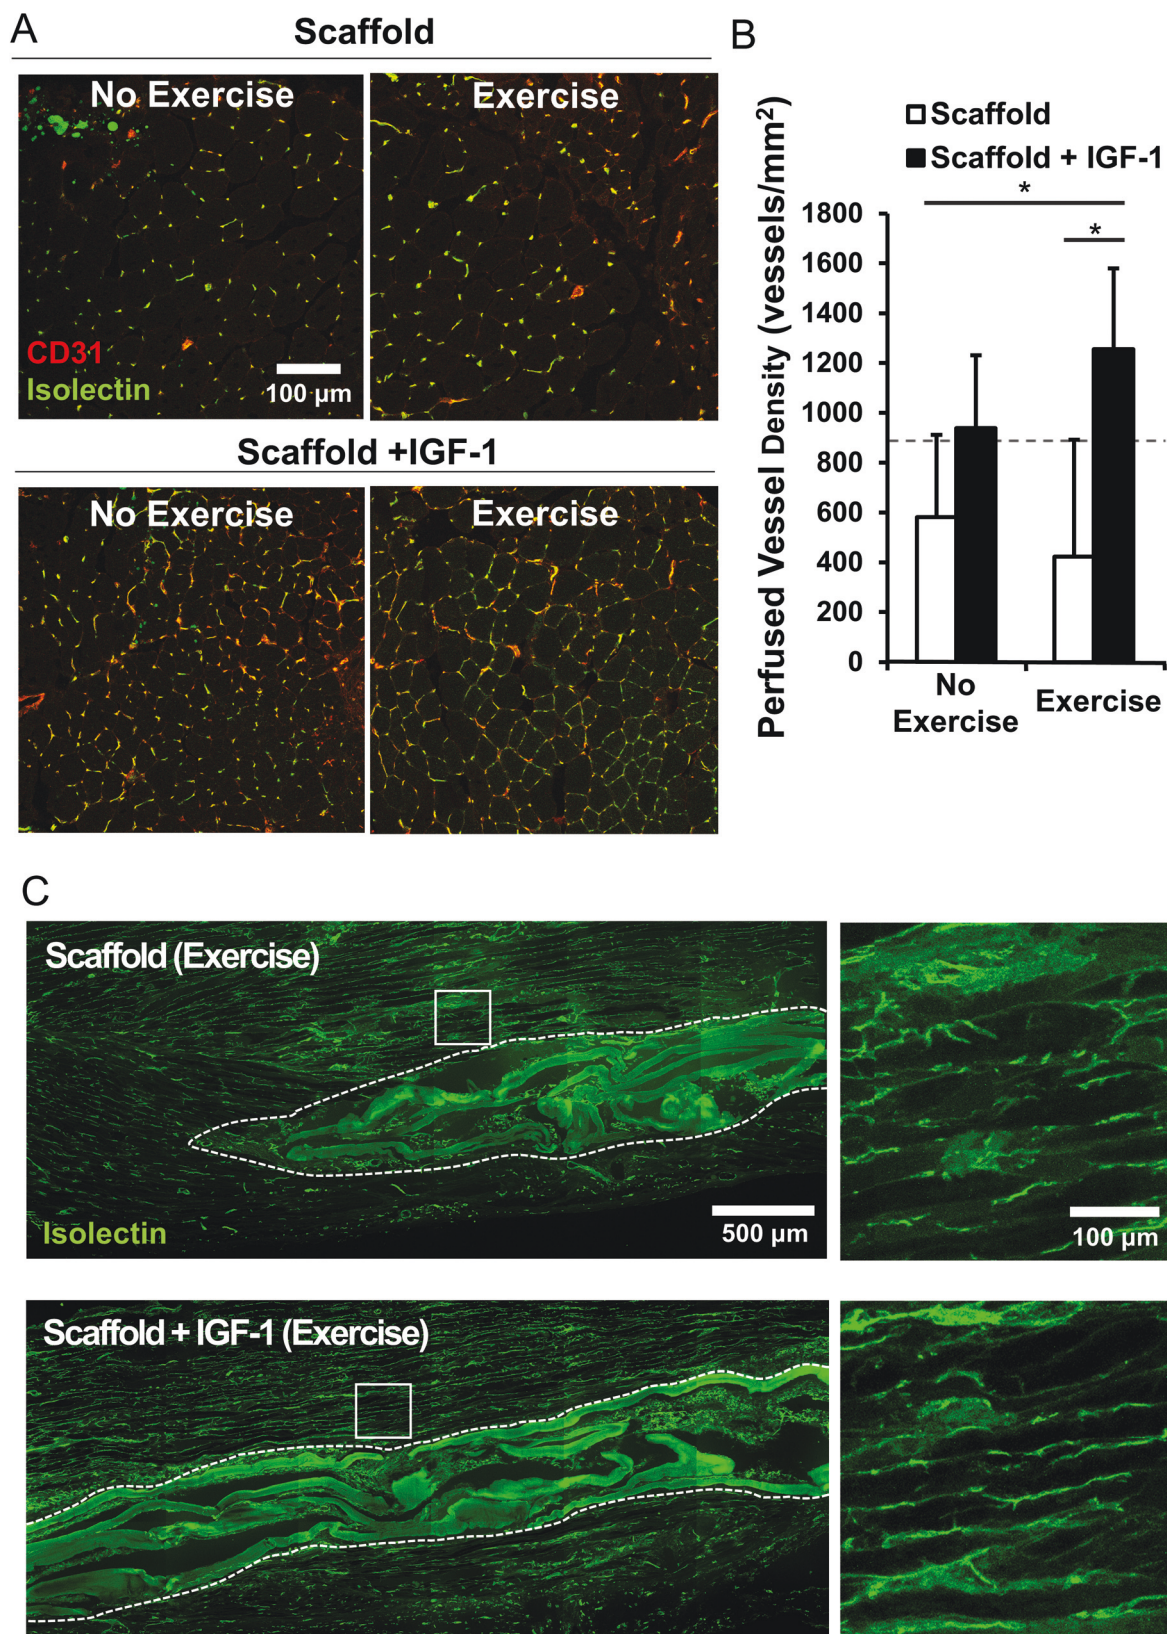 A
Scaffold
No Exercise
Exercise
CD31
Isolectin
100 µm
Scaffold +IGF-1
No Exercise
Exercise
B
Perfused Vessel Density (vessels/mm²)
Scaffold
Scaffold + IGF-1
*
*
1800
1600
1400
1200
1000
800
600
400
200
0
No
Exercise
Exercise
C
Scaffold (Exercise)
Isolectin
500 µm
100 µm
Scaffold + IGF-1 (Exercise)